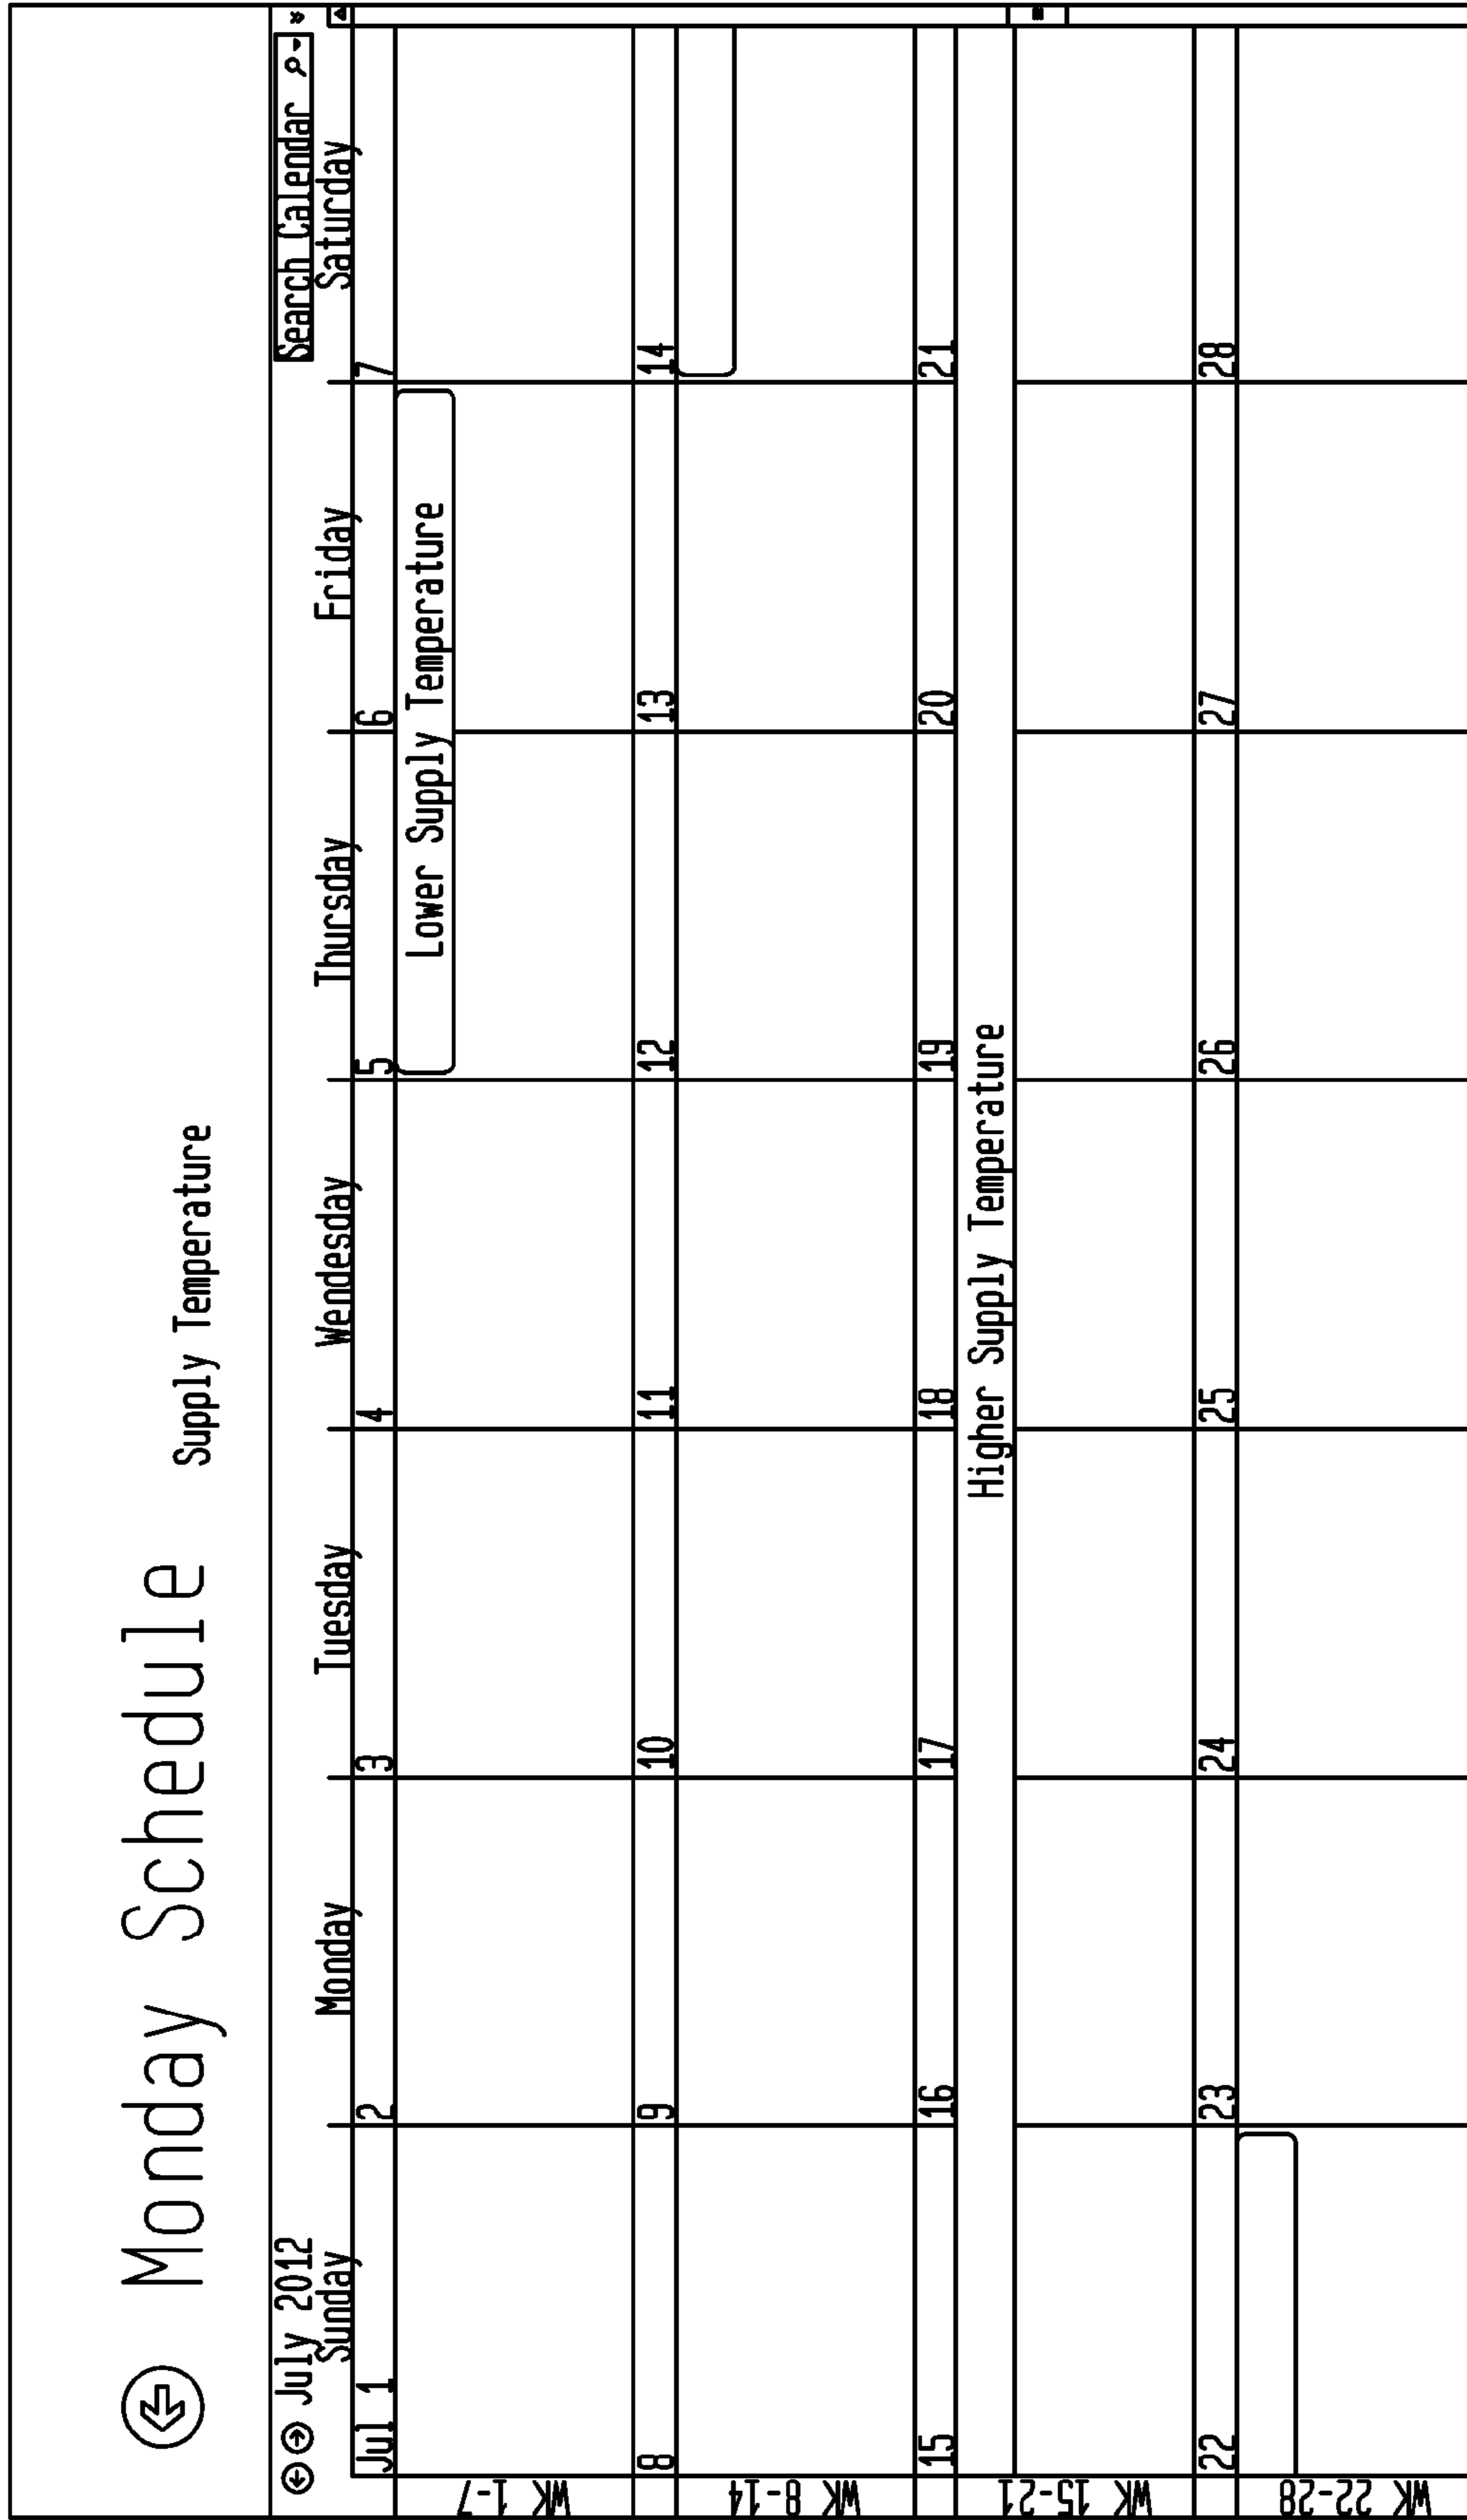 Monday Schedule Supply Temperature
July 2012 Search Calendar
Sunday Monday Tuesday Wendesday Thursday Friday Saturday
Jul 1 2 3 4 5 6 7
Lower Supply Temperature
WK 1-7
8 9 10 11 12 13 14
WK 8-14
15 16 17 18 19 20 21
Higher Supply Temperature
WK 15-21
22 23 24 25 26 27 28
WK 22-28